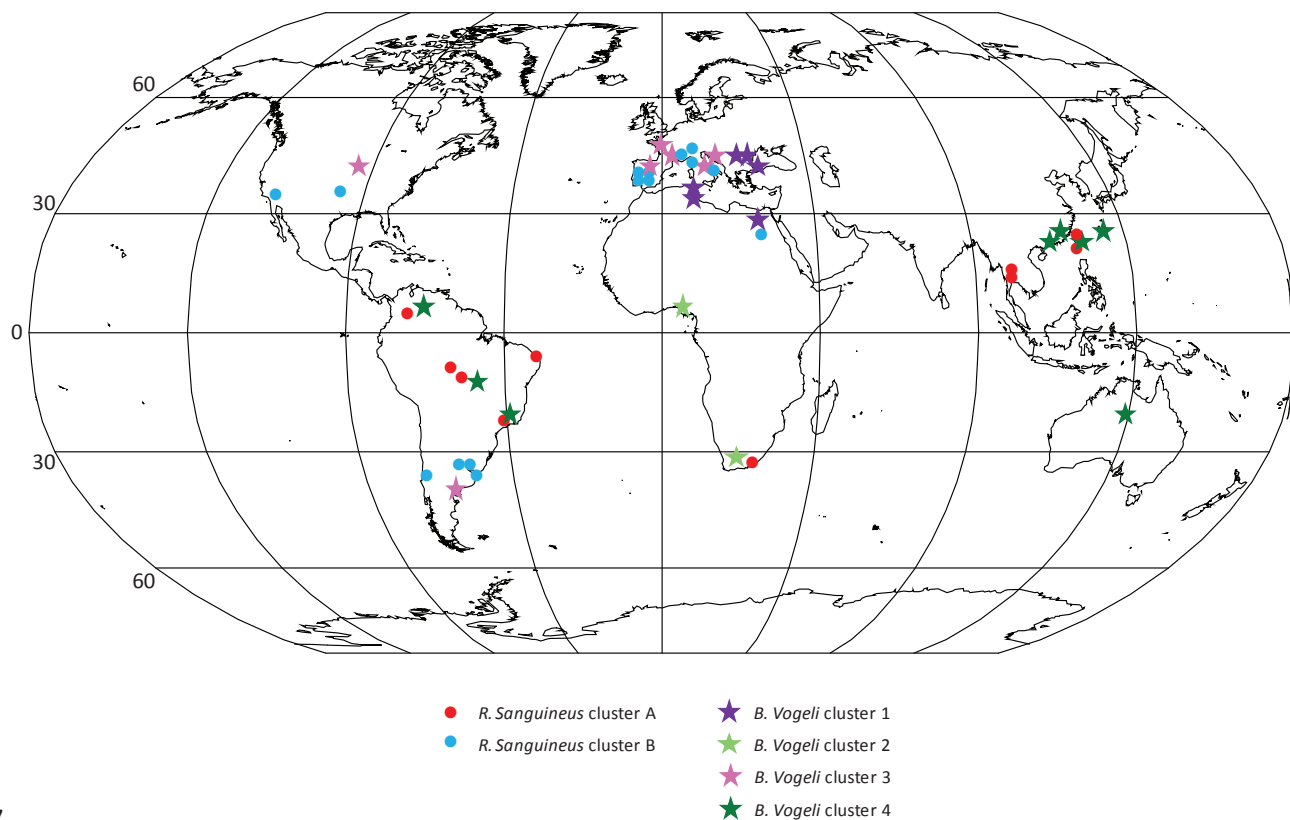 60
30
0
30
60
R. Sanguineus cluster A
R. Sanguineus cluster B
B. Vogeli cluster 1
B. Vogeli cluster 2
B. Vogeli cluster 3
B. Vogeli cluster 4